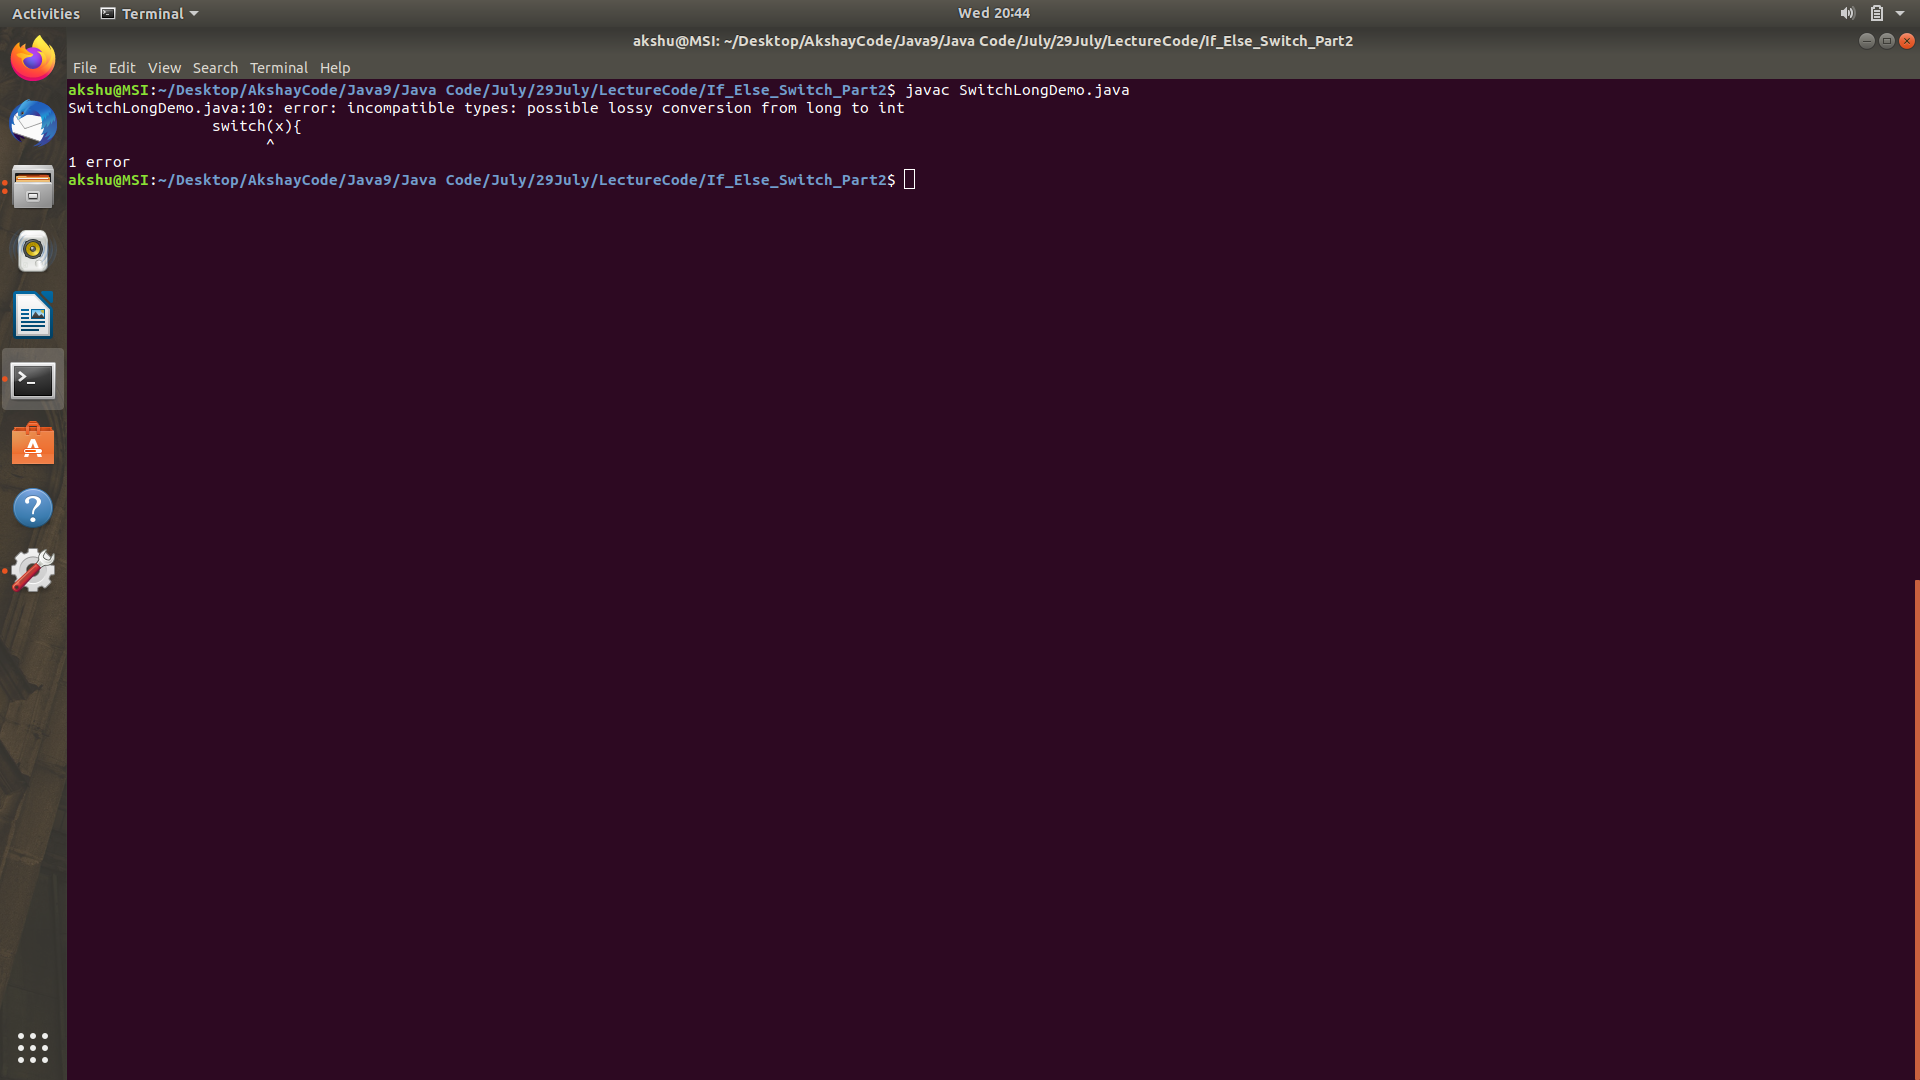 Activities Terminal Wed 20:44
akshu@MSI: ~/Desktop/AkshayCode/Java9/Java Code/July/29July/LectureCode/If_Else_Switch_Part2
File Edit View Search Terminal Help
akshu@MSI:~/Desktop/AkshayCode/Java9/Java Code/July/29July/LectureCode/If_Else_Switch_Part2$ javac SwitchLongDemo.java
SwitchLongDemo.java:10: error: incompatible types: possible lossy conversion from long to int
                switch(x){
                      ^
1 error
akshu@MSI:~/Desktop/AkshayCode/Java9/Java Code/July/29July/LectureCode/If_Else_Switch_Part2$